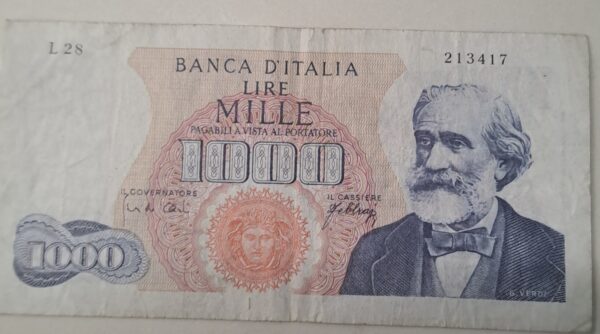 L 28
213417
BANCA D'ITALIA
LIRE
MILLE
PAGABILI A VISTA AL PORTATORE
1000
IL GOVERNATORE
IL CASSIERE
1000
G. VERDI